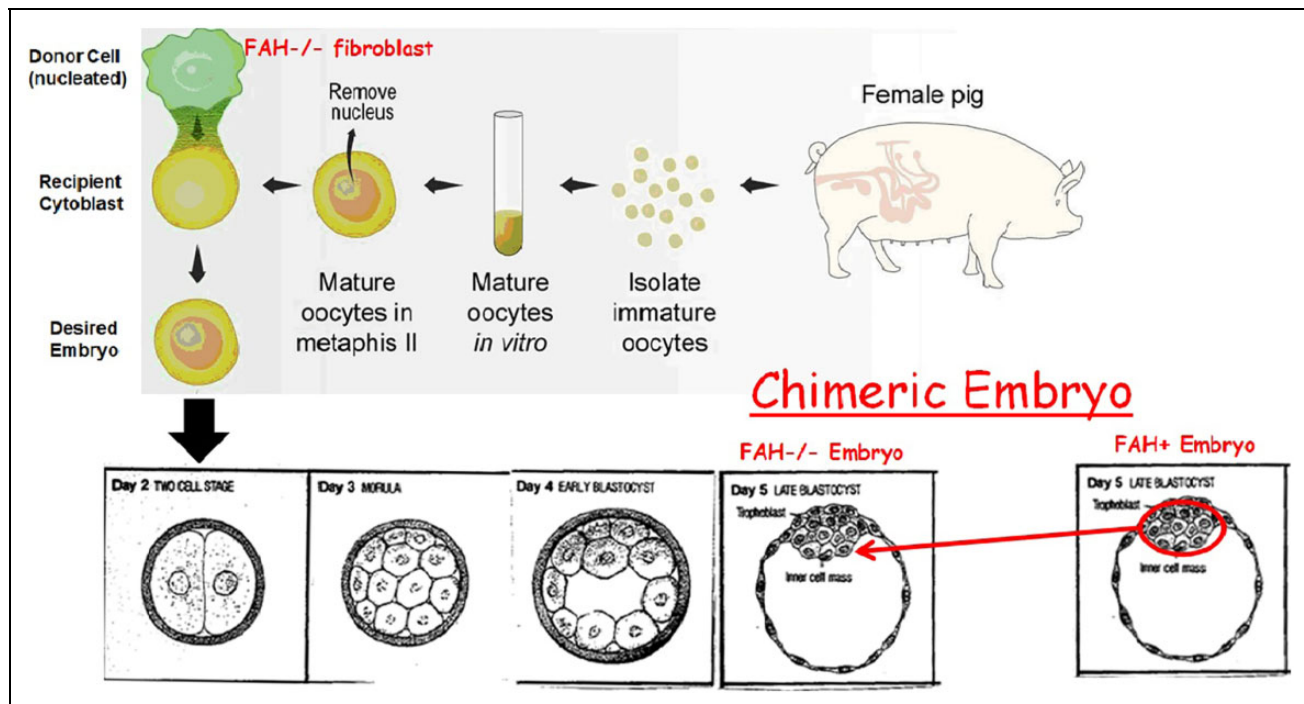 Donor Cell
(nucleated)
FAH-/- fibroblast
Remove
nucleus
Female pig
Recipient
Cytoblast
Desired
Embryo
Mature
oocytes in
metaphis II
Mature
oocytes
in vitro
Isolate
immature
oocytes
Chimeric Embryo
FAH-/- Embryo
FAH+ Embryo
Day 2 TWO CELL STAGE
Day 3 MORULA
Day 4 EARLY BLASTOCYST
Day 5 LATE BLASTOCYST
Trophoblast
Inner cell mass
Day 5 LATE BLASTOCYST
Trophoblast
Inner cell mass